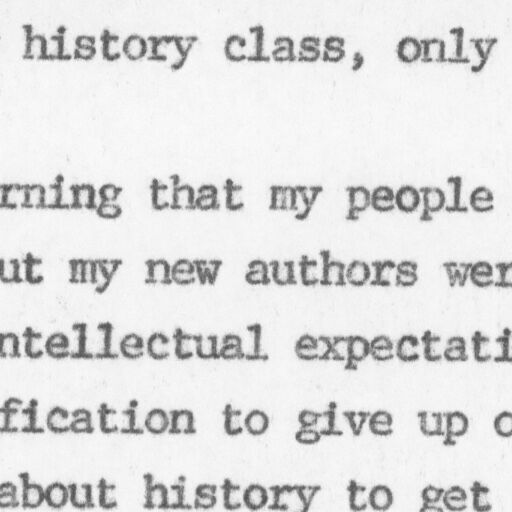 history class, only
rning that my people
ut my new authors wer
ntellectual expectati
fication to give up o
about history to get